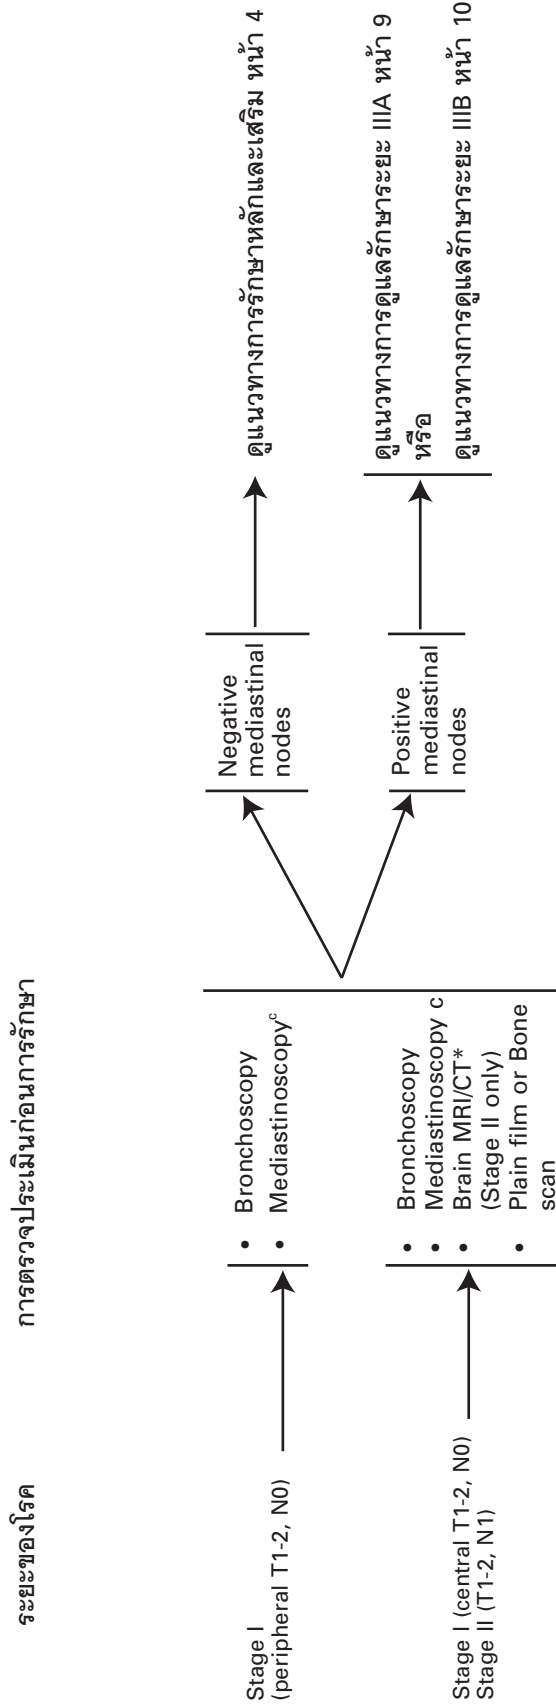 ระยะของโรค
การตรวจประเมินก่อนการรักษา
Stage I
(peripheral T1-2, N0)
• Bronchoscopy
• Mediastinoscopyᶜ
Negative
mediastinal
nodes
ดูแนวทางการรักษาหลักและเสริม หน้า 4
Stage I (central T1-2, N0)
Stage II (T1-2, N1)
• Bronchoscopy
• Mediastinoscopy c
• Brain MRI/CT*
(Stage II only)
• Plain film or Bone
scan
Positive
mediastinal
nodes
ดูแนวทางการดูแลรักษาระยะ IIIA หน้า 9
หรือ
ดูแนวทางการดูแลรักษาระยะ IIIB หน้า 10